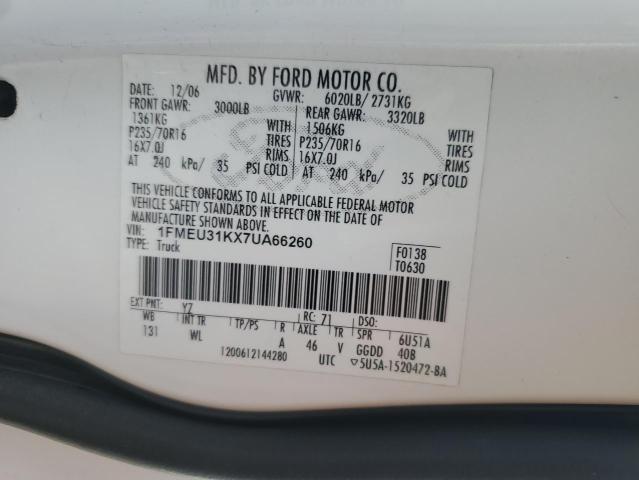 MFD. BY FORD MOTOR CO.
DATE: 12/06 GVWR: 6020LB/ 2731KG
FRONT GAWR: 3000LB REAR GAWR: 3320LB
1361KG WITH 1506KG WITH
P235/70R16 TIRES P235/70R16 TIRES
16X7.0J RIMS 16X7.0J RIMS
AT 240 kPa/ 35 PSI COLD AT 240 kPa/ 35 PSI COLD
THIS VEHICLE CONFORMS TO ALL APPLICABLE FEDERAL MOTOR
VEHICLE SAFETY STANDARDS IN EFFECT ON THE DATE OF
MANUFACTURE SHOWN ABOVE.
VIN: 1FMEU31KX7UA66260
TYPE: Truck
F0138
T0630
EXT PNT: YZ RC: 71 DSO:
WB INT TR TP/PS R AXLE TR SPR 6U51A
131 WL A 46 V GGDD 40B
1200612144280 UTC ▽5U5A-1520472-BA
Ford